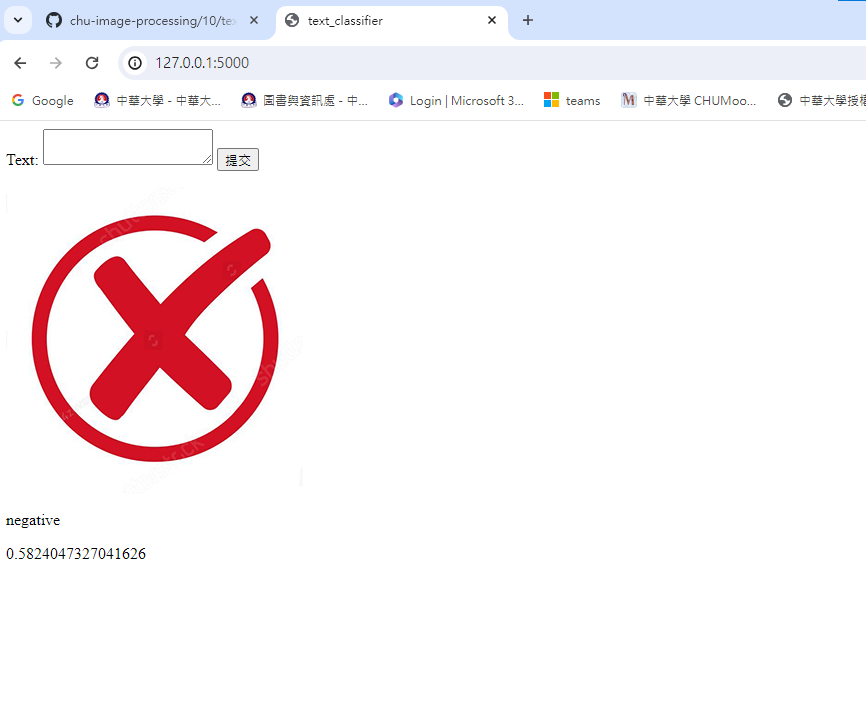 chu-image-processing/10/te
text_classifier
127.0.0.1:5000
Google
中華大學 - 中華大...
圖書與資訊處 - 中...
Login | Microsoft 3...
teams
中華大學 CHUMoo...
中華大學授權
Text:
提交
negative
0.5824047327041626